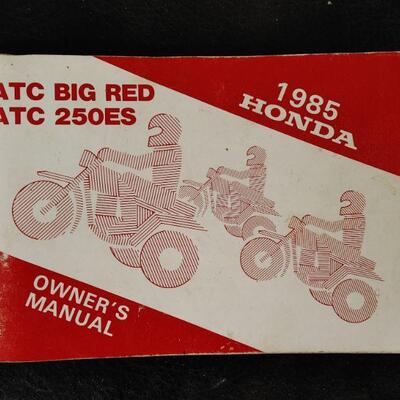 ATC BIG RED
ATC 250ES
1985
HONDA
OWNER'S
MANUAL